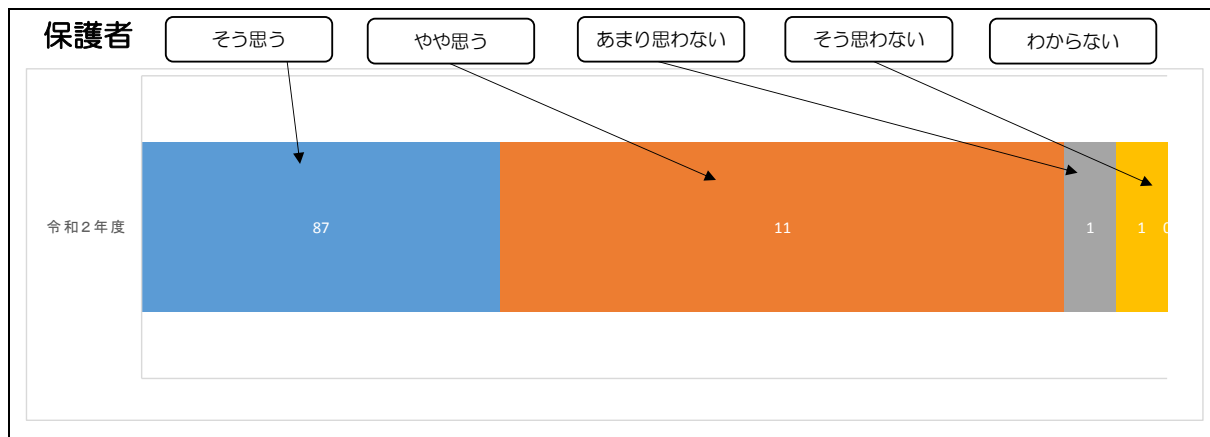 保護者
そう思う
やや思う
あまり思わない
そう思わない
わからない
令和2年度
87
11
1
1
0